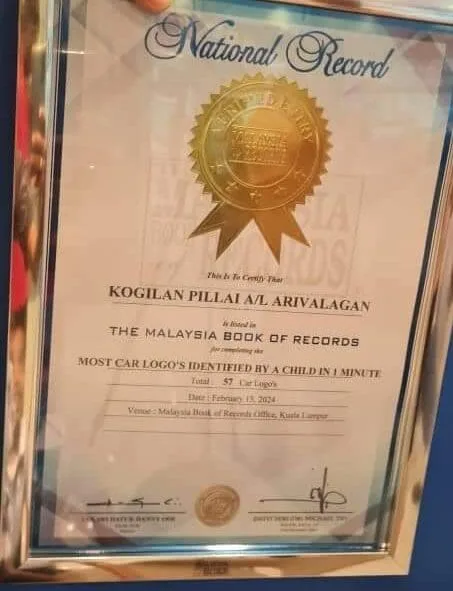 National Record
VERIFIED ENTRY
This Is To Certify That
KOGILAN PILLAI A/L ARIVALAGAN
is listed in
THE MALAYSIA BOOK OF RECORDS
for completing the
MOST CAR LOGO'S IDENTIFIED BY A CHILD IN 1 MINUTE
Total : 57 Car Logo's
Date : February 13, 2024
Venue : Malaysia Book of Records Office, Kuala Lumpur